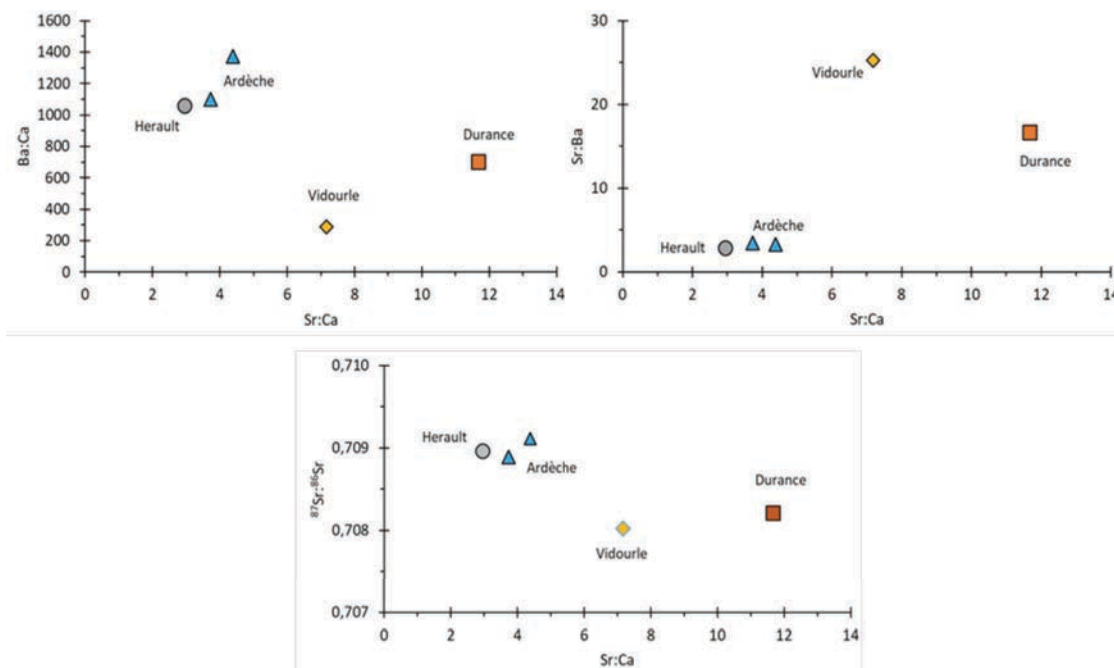 1600
1400
1200
1000
800
600
400
200
0
Ba:Ca
Ardèche
Herault
Durance
Vidourle
0 2 4 6 8 10 12 14
Sr:Ca
30
20
10
0
Sr:Ba
Vidourle
Durance
Ardèche
Herault
0 2 4 6 8 10 12 14
Sr:Ca
0,710
0,709
0,708
0,707
⁸⁷Sr:⁸⁶Sr
Herault
Ardèche
Durance
Vidourle
0 2 4 6 8 10 12 14
Sr:Ca